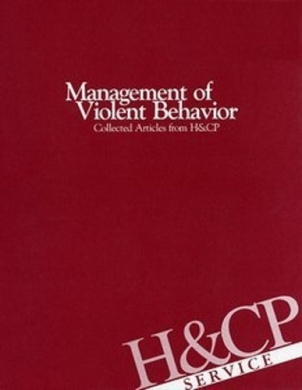 Management of
Violent Behavior
Collected Articles from H&CP
H&CP
SERVICE